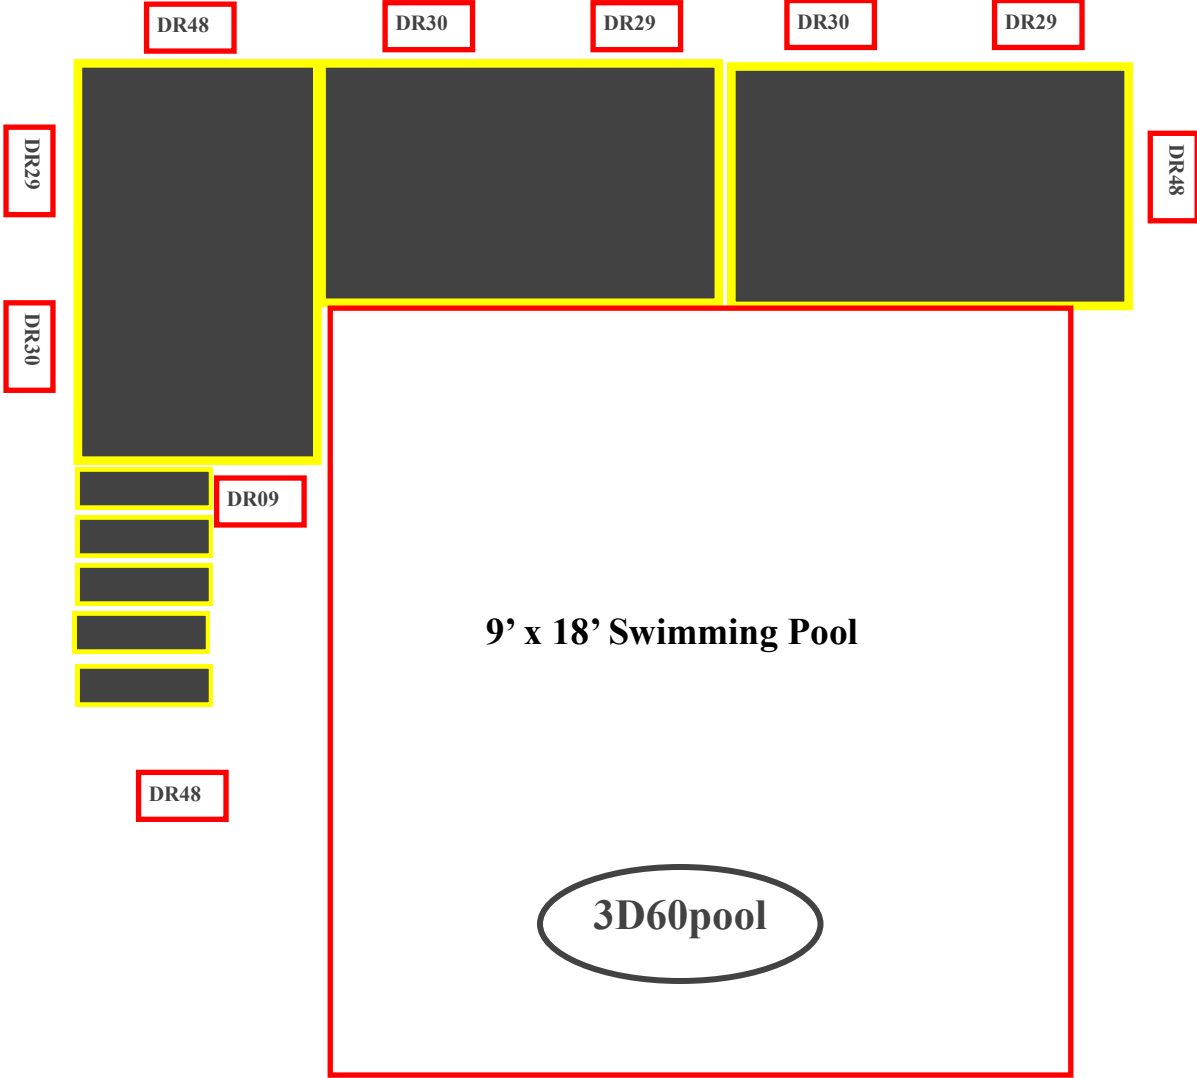 DR48
DR30
DR29
DR30
DR29
DR29
DR48
DR30
DR09
9’ x 18’ Swimming Pool
DR48
3D60pool